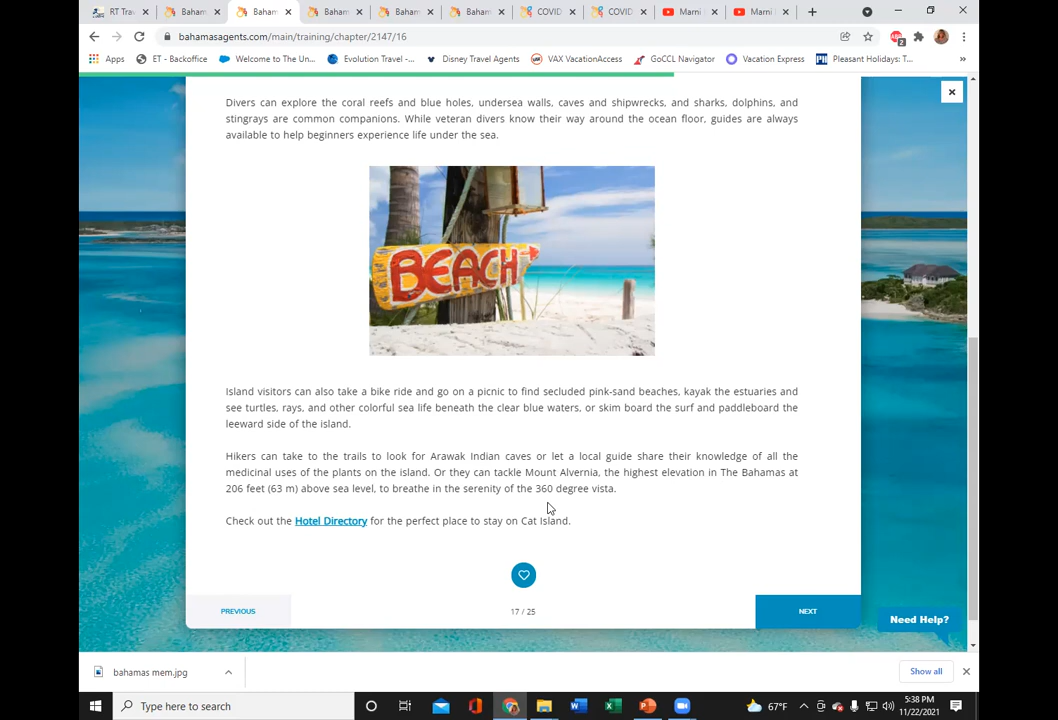 RT Trav
Baham
Baham
Baham
Baham
Baham
COVID
COVID
Marni
Marni
bahamasagents.com/main/training/chapter/2147/16
2
Apps
ET - Backoffice
Welcome to The Un...
Evolution Travel -...
Disney Travel Agents
VAX VacationAccess
GoCCL Navigator
Vacation Express
Pleasant Holidays: T...
Divers can explore the coral reefs and blue holes, undersea walls, caves and shipwrecks, and sharks, dolphins, and
stingrays are common companions. While veteran divers know their way around the ocean floor, guides are always
available to help beginners experience life under the sea.
BEACH
Island visitors can also take a bike ride and go on a picnic to find secluded pink-sand beaches, kayak the estuaries and
see turtles, rays, and other colorful sea life beneath the clear blue waters, or skim board the surf and paddleboard the
leeward side of the island.
Hikers can take to the trails to look for Arawak Indian caves or let a local guide share their knowledge of all the
medicinal uses of the plants on the island. Or they can tackle Mount Alvernia, the highest elevation in The Bahamas at
206 feet (63 m) above sea level, to breathe in the serenity of the 360 degree vista.
Check out the Hotel Directory for the perfect place to stay on Cat Island.
PREVIOUS
17 / 25
NEXT
Need Help?
bahamas mem.jpg
Show all
Type here to search
67°F
5:38 PM
11/22/2021